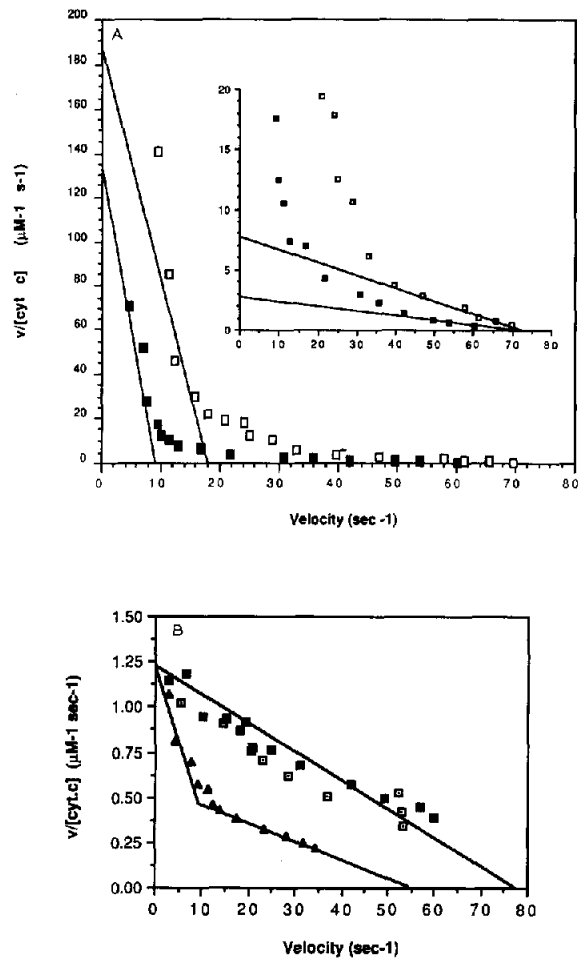 A
200
180
160
140
120
100
80
60
40
20
0
v/[cyt c] (µM-1 s-1)
0 10 20 30 40 50 60 70 80
Velocity (sec -1)
20
15
10
5
0
0 10 20 30 40 50 60 70 80
B
1.50
1.25
1.00
0.75
0.50
0.25
0.00
v/[cyt.c] (µM-1 sec-1)
0 10 20 30 40 50 60 70 80
Velocity (sec-1)